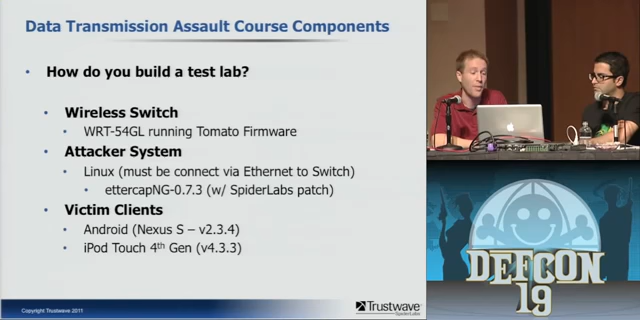 Data Transmission Assault Course Components
• How do you build a test lab?
• Wireless Switch
• WRT-54GL running Tomato Firmware
• Attacker System
• Linux (must be connect via Ethernet to Switch)
• ettercapNG-0.7.3 (w/ SpiderLabs patch)
• Victim Clients
• Android (Nexus S – v2.3.4)
• iPod Touch 4th Gen (v4.3.3)
Copyright Trustwave 2011
Trustwave
SpiderLabs
DEFCON
19